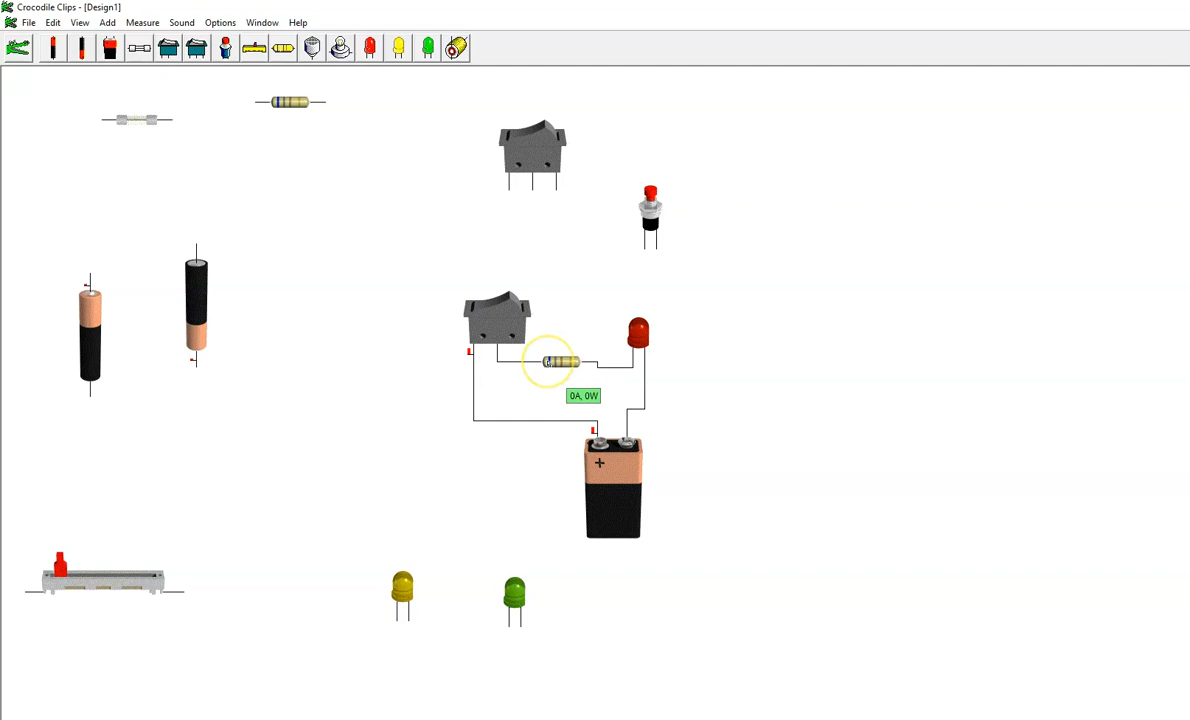 Crocodile Clips - [Design1]
File Edit View Add Measure Sound Options Window Help
0A, 0W
+